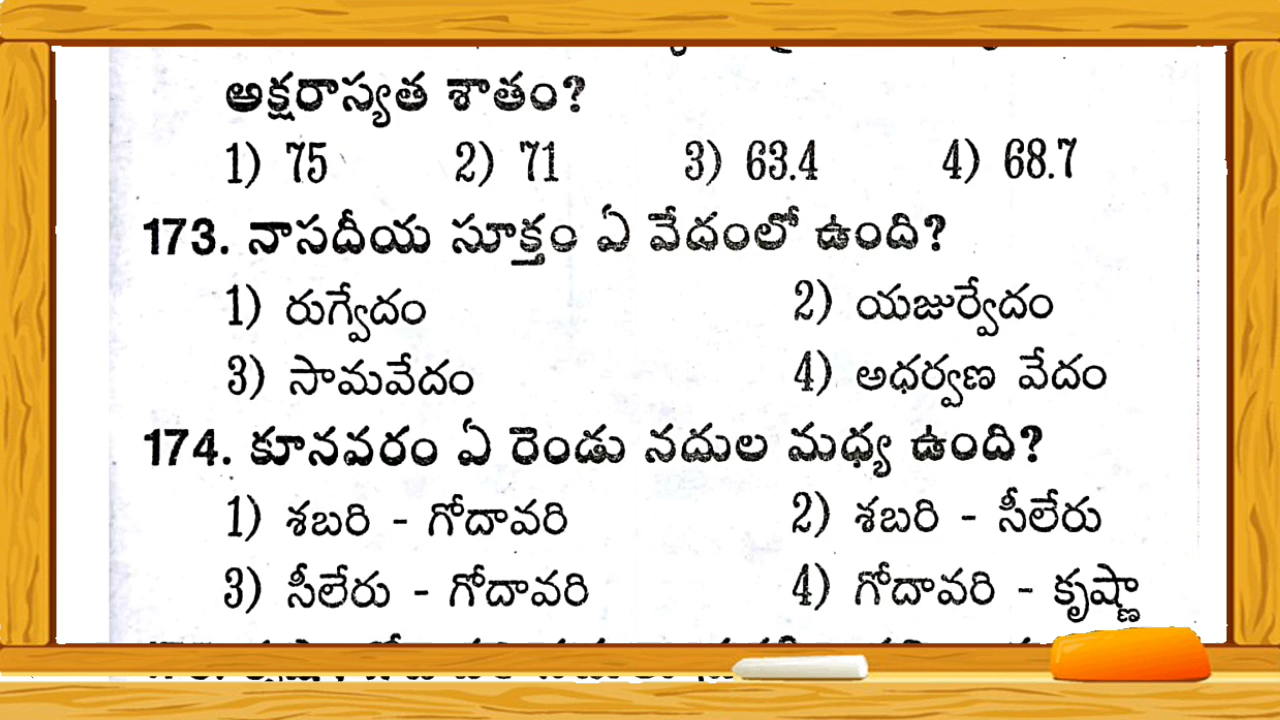 అక్షరాస్యత శాతం?
1) 75 2) 71 3) 63.4 4) 68.7
173. నాసదీయ సూక్తం ఏ వేదంలో ఉంది?
1) రుగ్వేదం 2) యజుర్వేదం
3) సామవేదం 4) అధర్వణ వేదం
174. కూనవరం ఏ రెండు నదుల మధ్య ఉంది?
1) శబరి - గోదావరి 2) శబరి - సీలేరు
3) సీలేరు - గోదావరి 4) గోదావరి - కృష్ణా